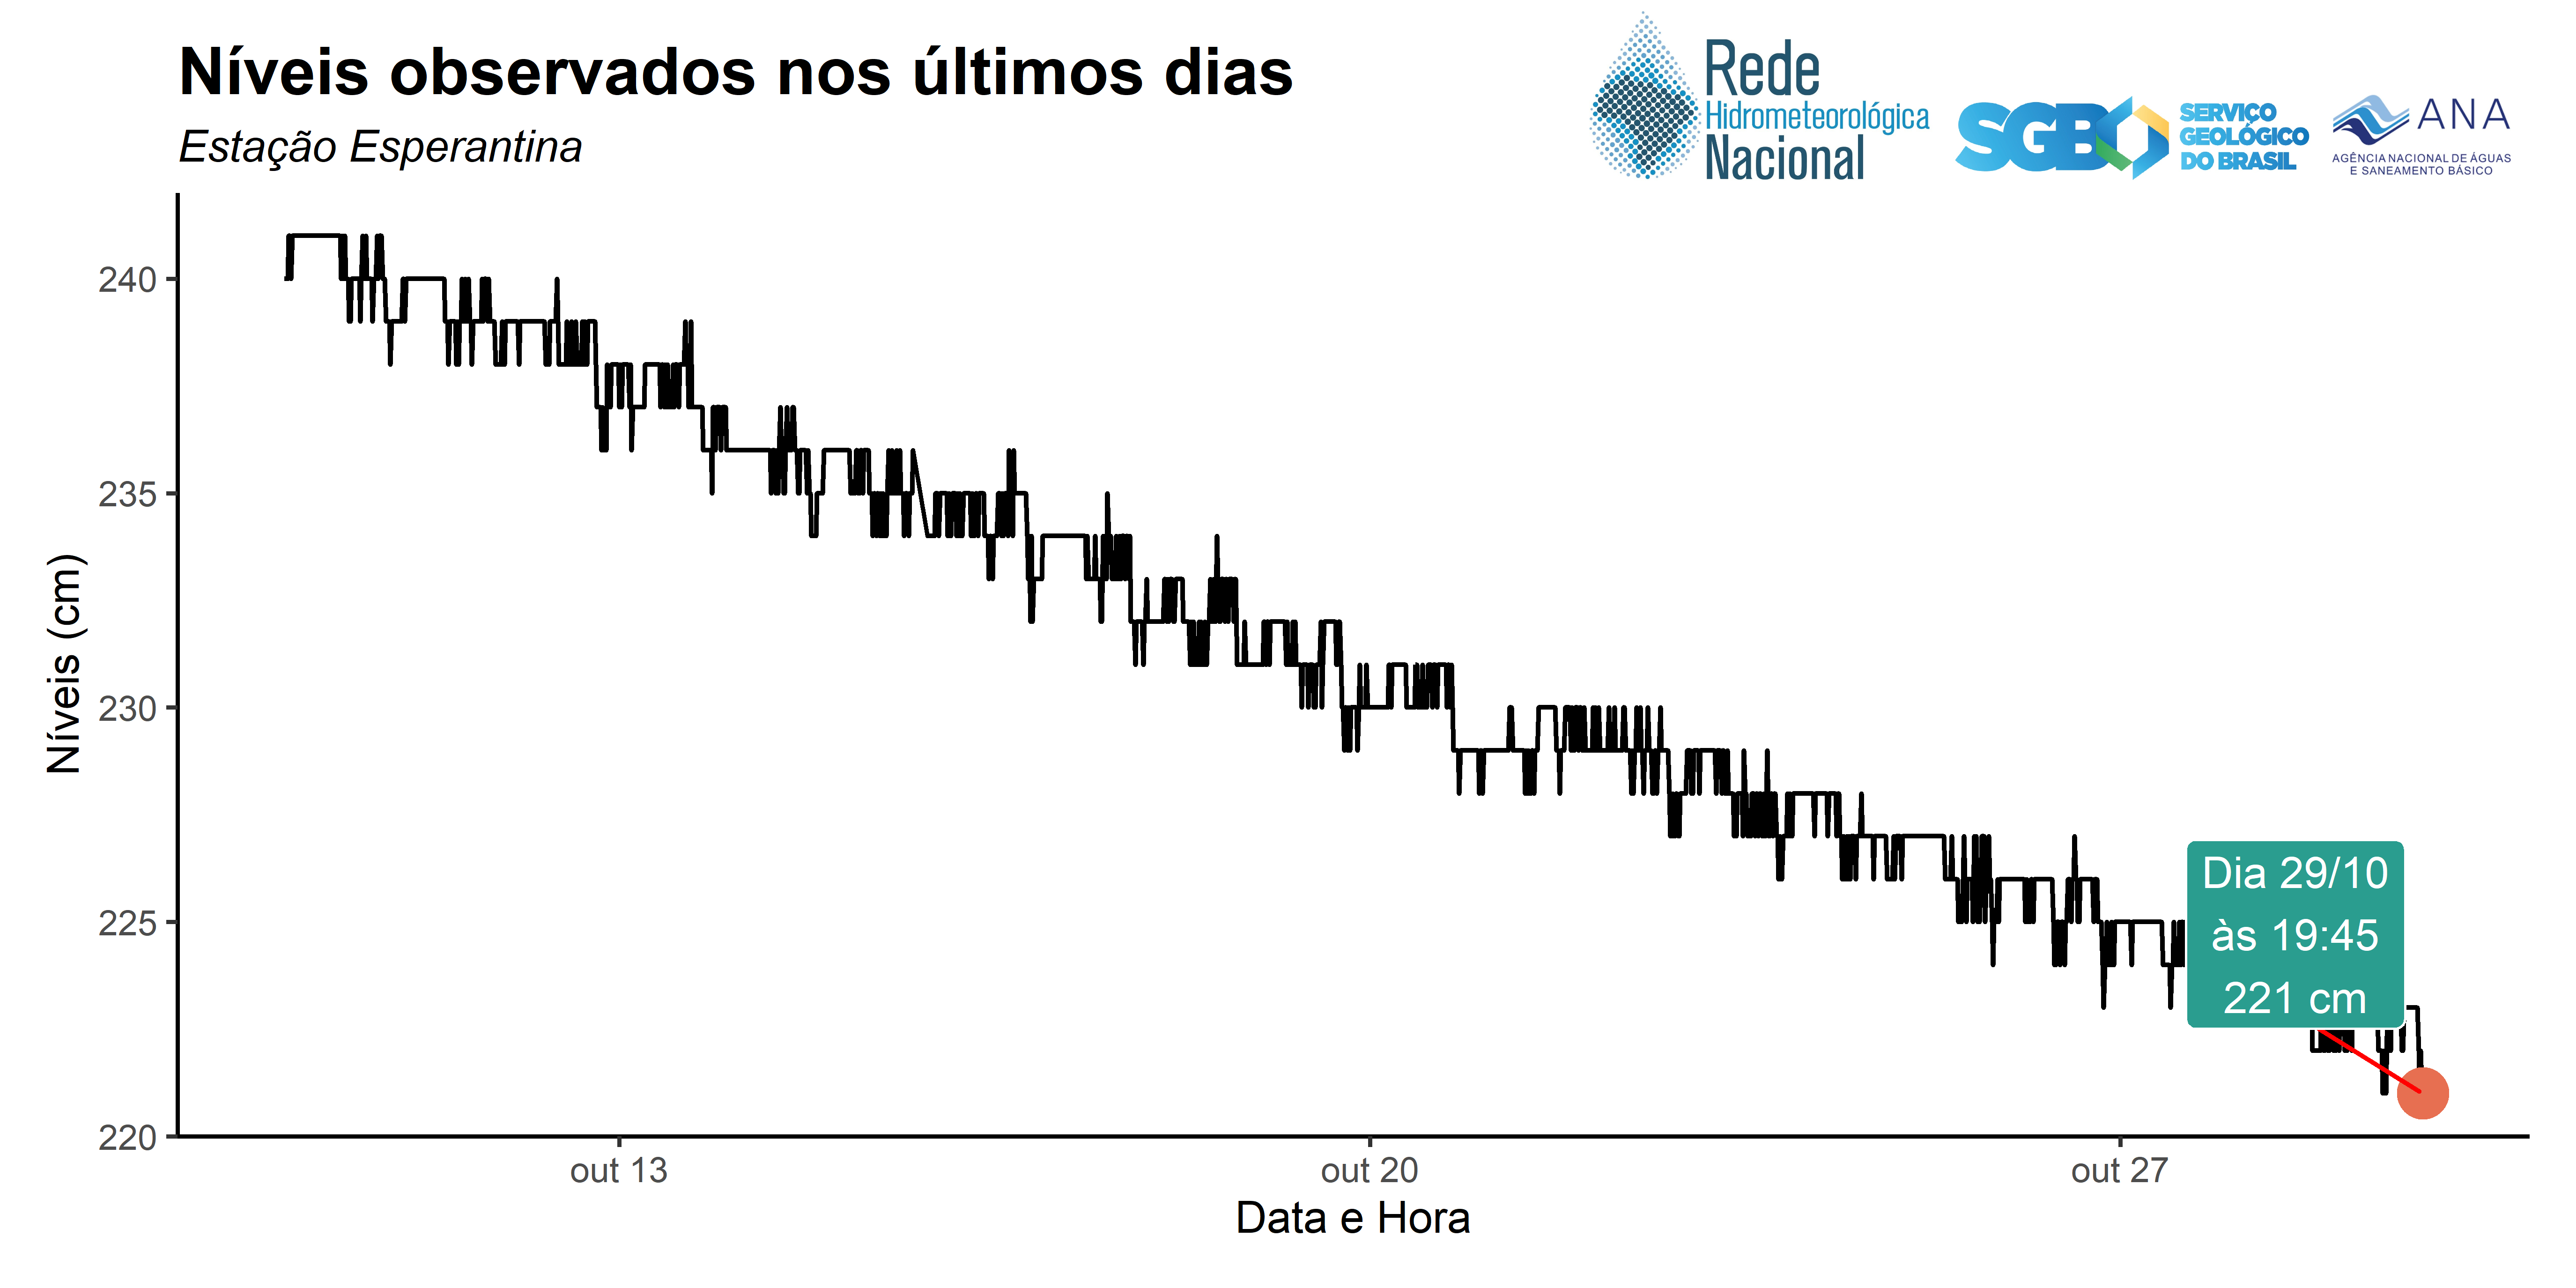 Níveis observados nos últimos dias
Estação Esperantina
Rede
Hidrometeorológica
Nacional
SGB
SERVIÇO
GEOLÓGICO
DO BRASIL
ANA
AGÊNCIA NACIONAL DE ÁGUAS
E SANEAMENTO BÁSICO
Níveis (cm)
240
235
230
225
220
Dia 29/10
às 19:45
221 cm
out 13
out 20
out 27
Data e Hora